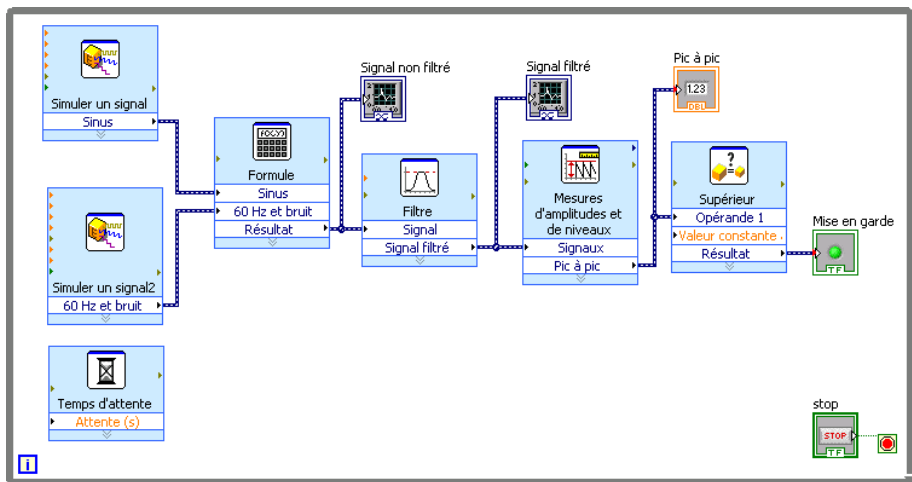 Simuler un signal
Sinus
Simuler un signal2
60 Hz et bruit
Temps d'attente
Attente (s)
f(x,y)
Formule
Sinus
60 Hz et bruit
Résultat
Signal non filtré
Filtre
Signal
Signal filtré
Signal filtré
Mesures
d'amplitudes et
de niveaux
Signaux
Pic à pic
Pic à pic
1.23
DBL
?
Supérieur
Opérande 1
Valeur constante .
Résultat
Mise en garde
TF
stop
STOP
TF
i